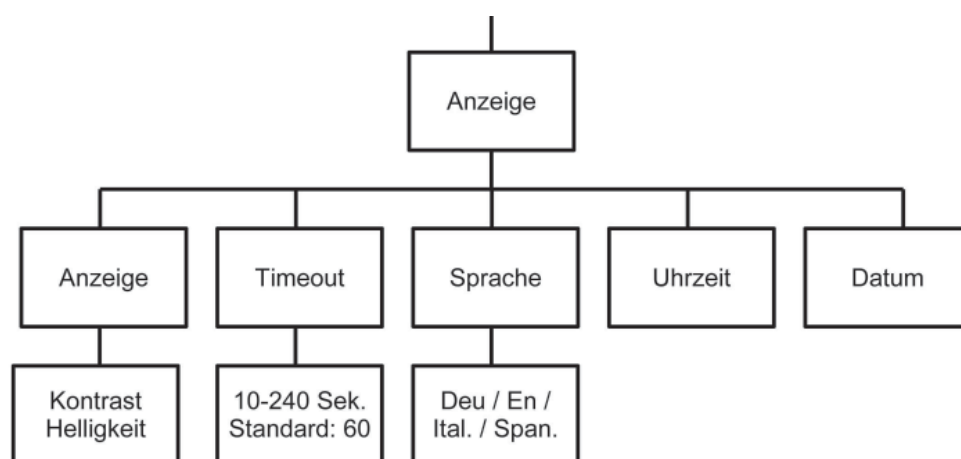 Anzeige
Anzeige
Timeout
Sprache
Uhrzeit
Datum
Kontrast
Helligkeit
10-240 Sek.
Standard: 60
Deu / En /
Ital. / Span.